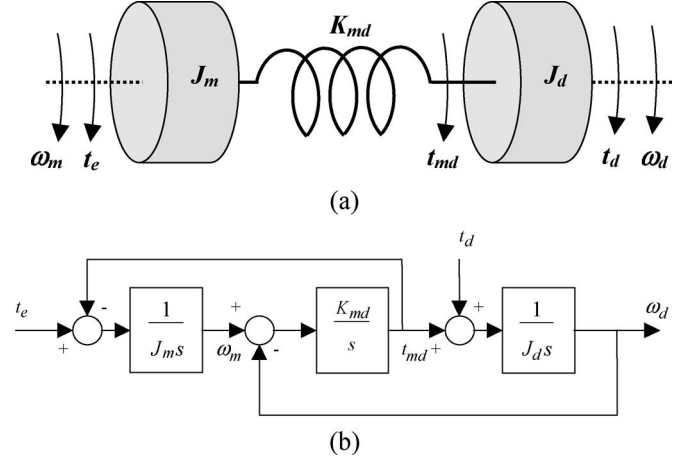 K_md
J_m
J_d
ω_m t_e t_md t_d ω_d
(a)
t_d
t_e - + + ω_d
1 K_md 1
J_m s s J_d s
+ ω_m - t_md +
(b)